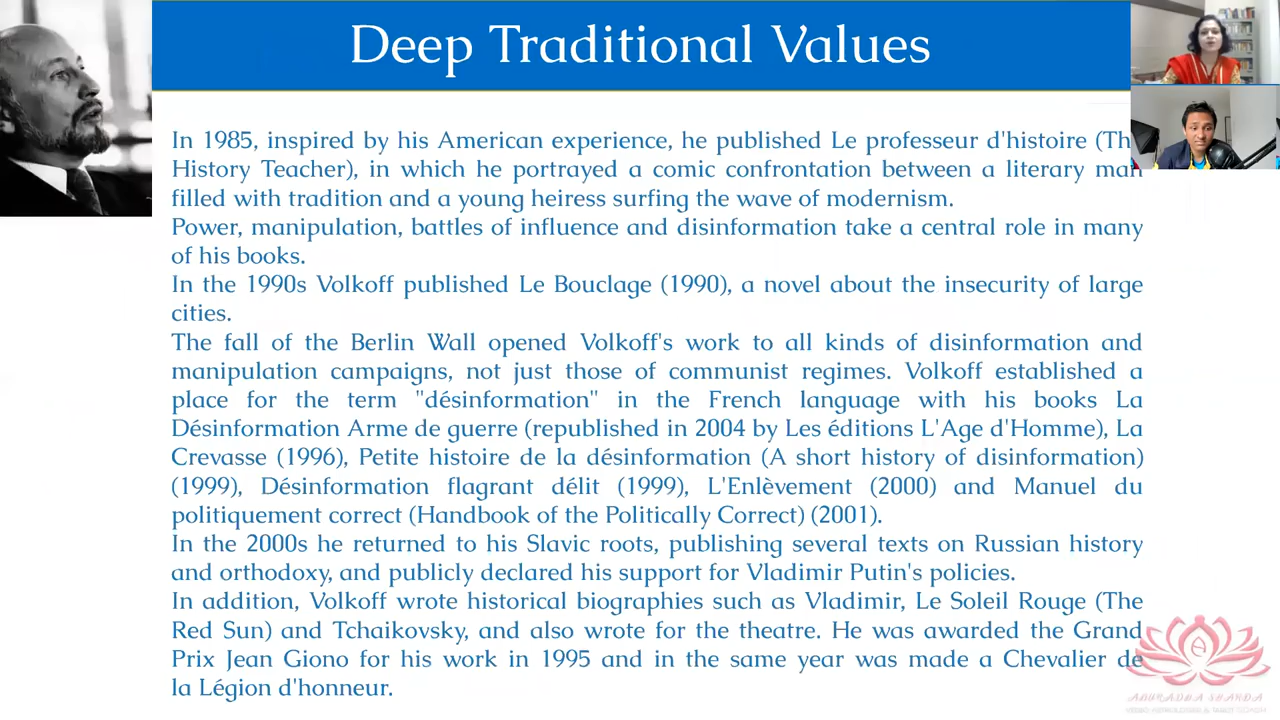 Deep Traditional Values
In 1985, inspired by his American experience, he published Le professeur d'histoire (Th
History Teacher), in which he portrayed a comic confrontation between a literary man
filled with tradition and a young heiress surfing the wave of modernism.
Power, manipulation, battles of influence and disinformation take a central role in many
of his books.
In the 1990s Volkoff published Le Bouclage (1990), a novel about the insecurity of large
cities.
The fall of the Berlin Wall opened Volkoff's work to all kinds of disinformation and
manipulation campaigns, not just those of communist regimes. Volkoff established a
place for the term "désinformation" in the French language with his books La
Désinformation Arme de guerre (republished in 2004 by Les éditions L'Age d'Homme), La
Crevasse (1996), Petite histoire de la désinformation (A short history of disinformation)
(1999), Désinformation flagrant délit (1999), L'Enlèvement (2000) and Manuel du
politiquement correct (Handbook of the Politically Correct) (2001).
In the 2000s he returned to his Slavic roots, publishing several texts on Russian history
and orthodoxy, and publicly declared his support for Vladimir Putin's policies.
In addition, Volkoff wrote historical biographies such as Vladimir, Le Soleil Rouge (The
Red Sun) and Tchaikovsky, and also wrote for the theatre. He was awarded the Grand
Prix Jean Giono for his work in 1995 and in the same year was made a Chevalier de
la Légion d'honneur.
ANURADHA SHARDA